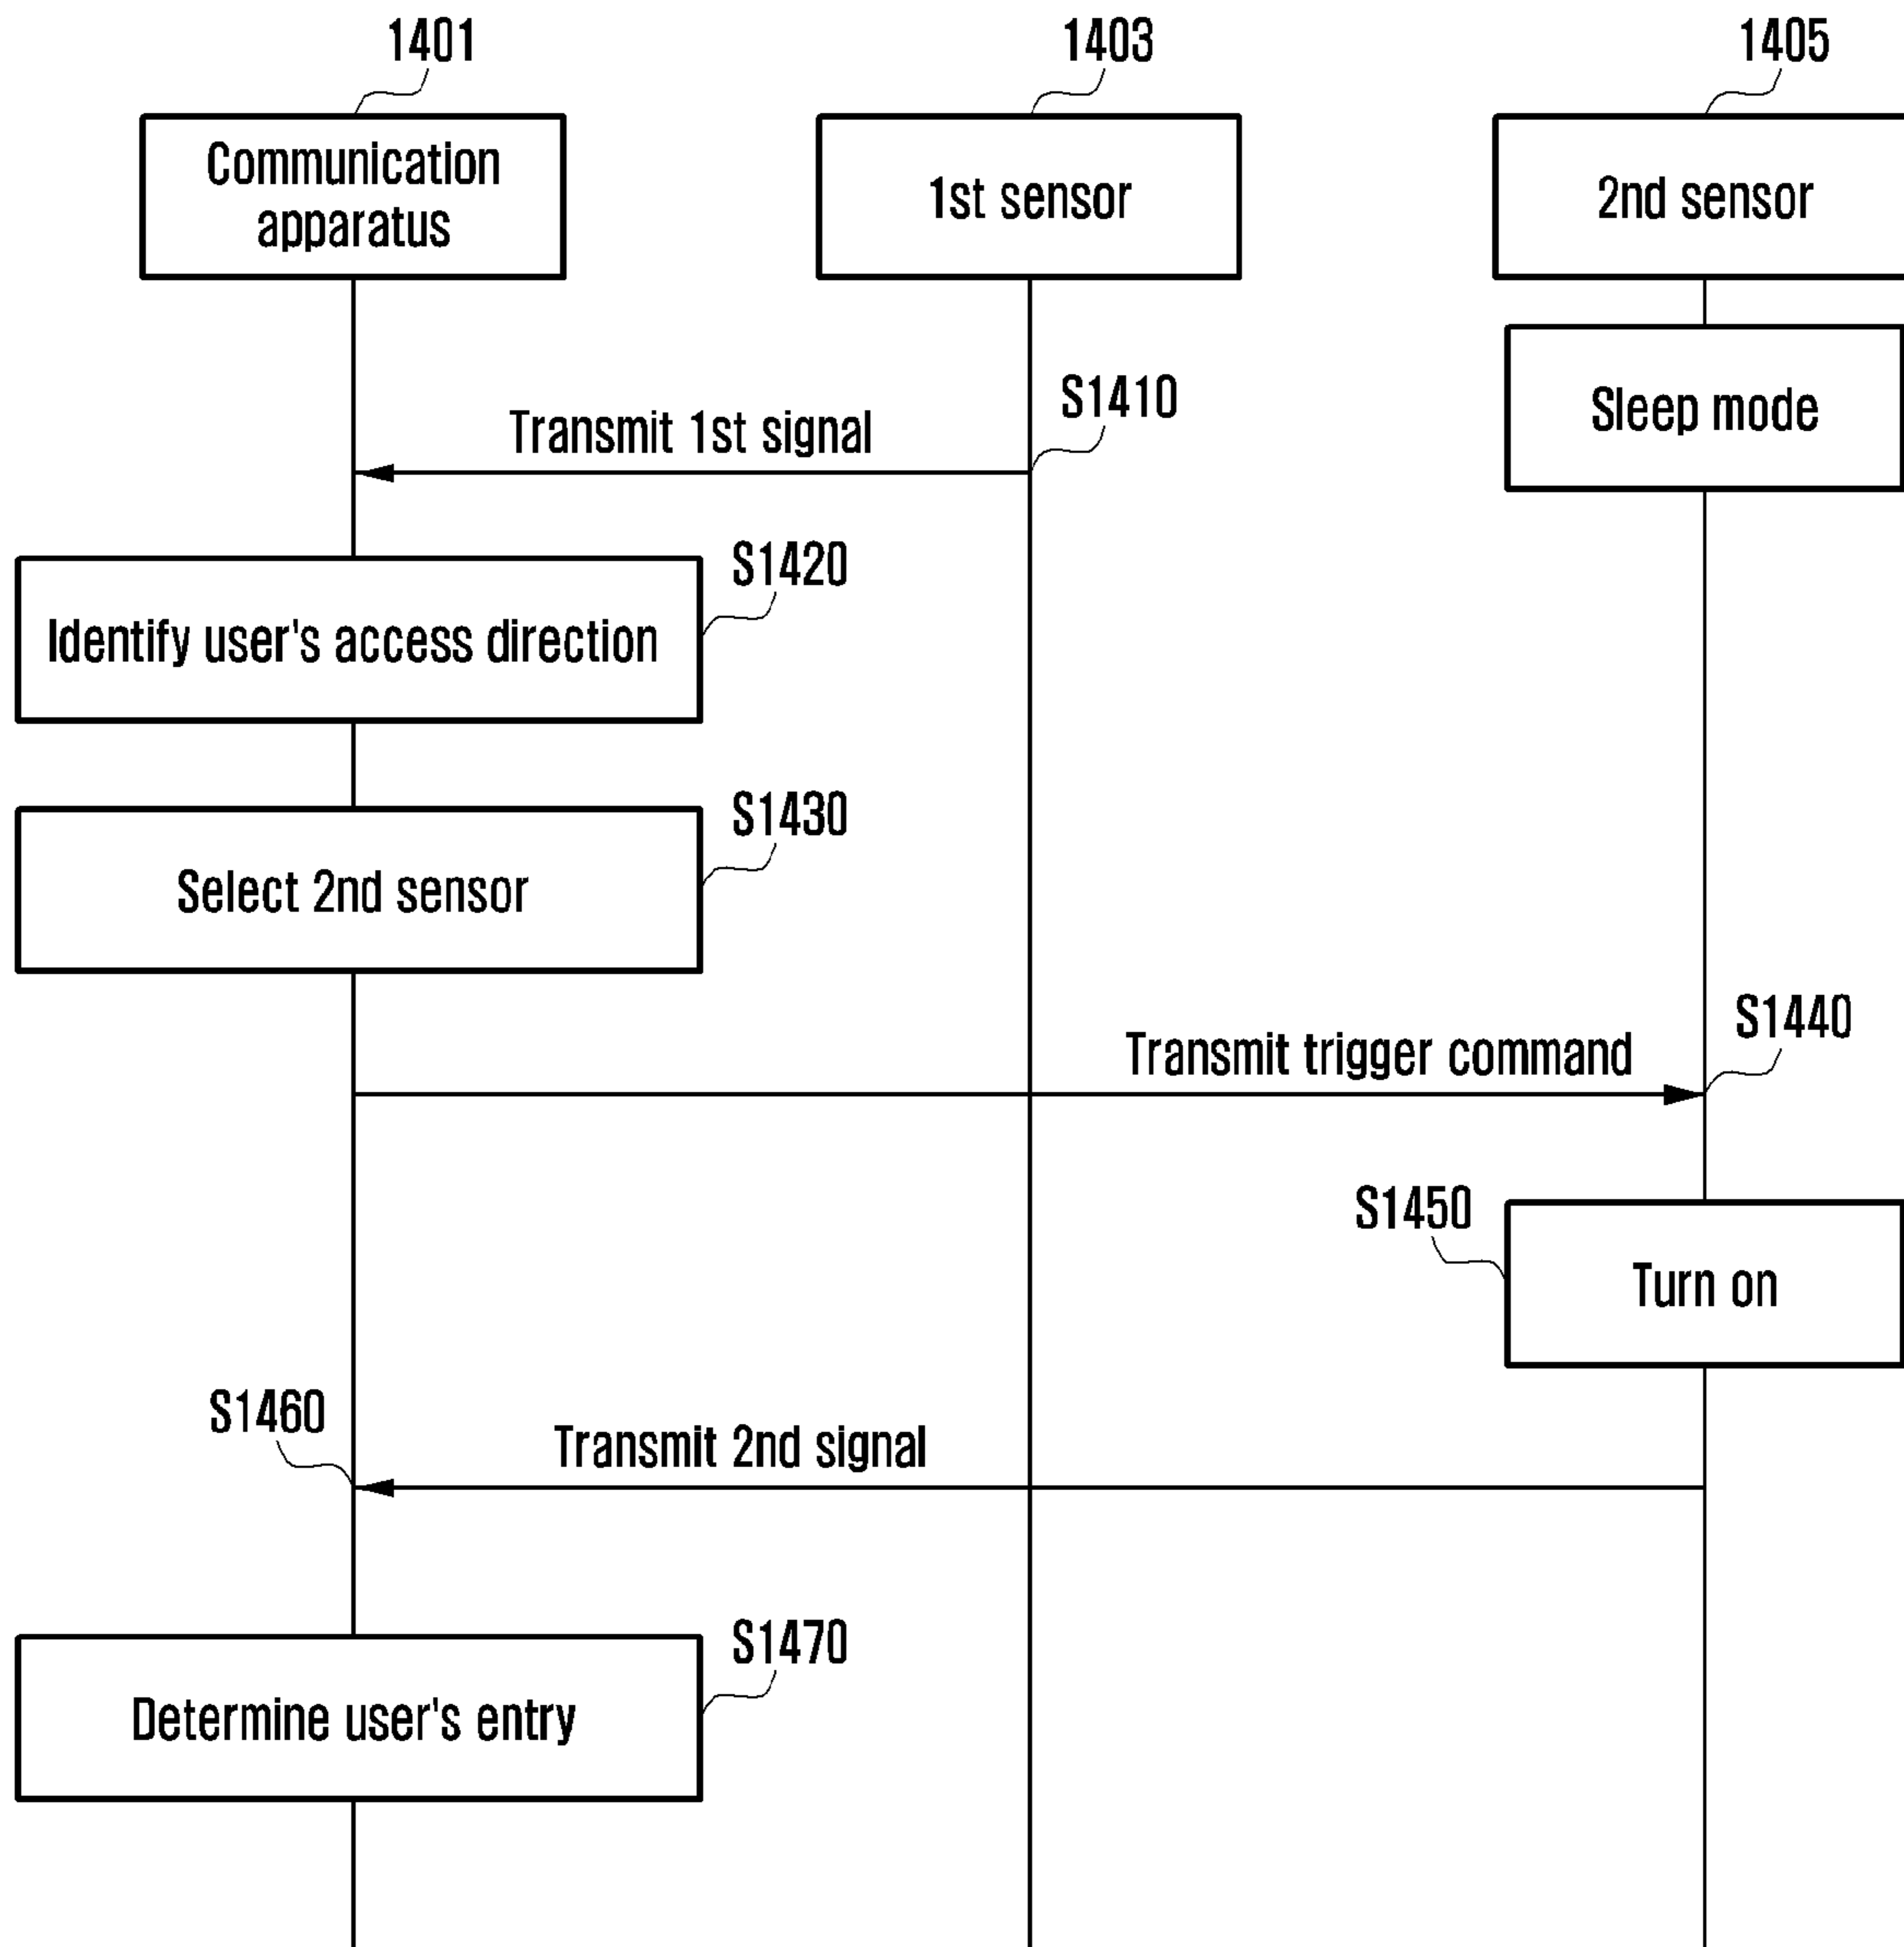 1401
1403
1405
Communication
apparatus
1st sensor
2nd sensor
Sleep mode
S1410
Transmit 1st signal
S1420
Identify user's access direction
S1430
Select 2nd sensor
S1440
Transmit trigger command
S1450
Turn on
S1460
Transmit 2nd signal
S1470
Determine user's entry